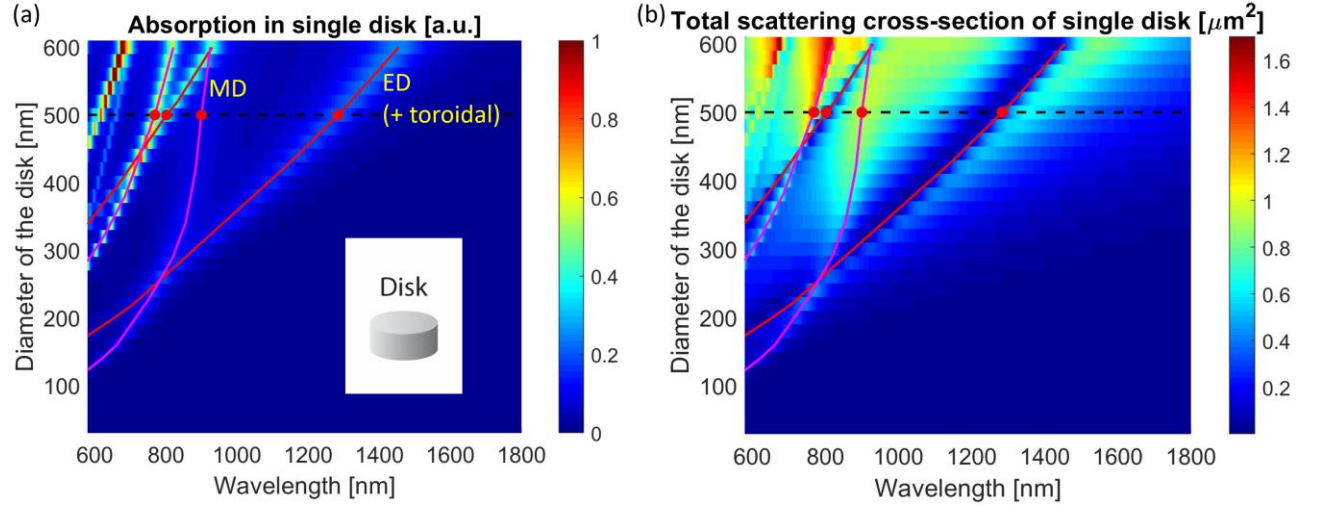 (a)
Absorption in single disk [a.u.]
Diameter of the disk [nm]
600
500
400
300
200
100
MD
ED
(+ toroidal)
Disk
600 800 1000 1200 1400 1600 1800
Wavelength [nm]
1
0.8
0.6
0.4
0.2
0
(b)
Total scattering cross-section of single disk [μm²]
Diameter of the disk [nm]
600
500
400
300
200
100
600 800 1000 1200 1400 1600 1800
Wavelength [nm]
1.6
1.4
1.2
1
0.8
0.6
0.4
0.2